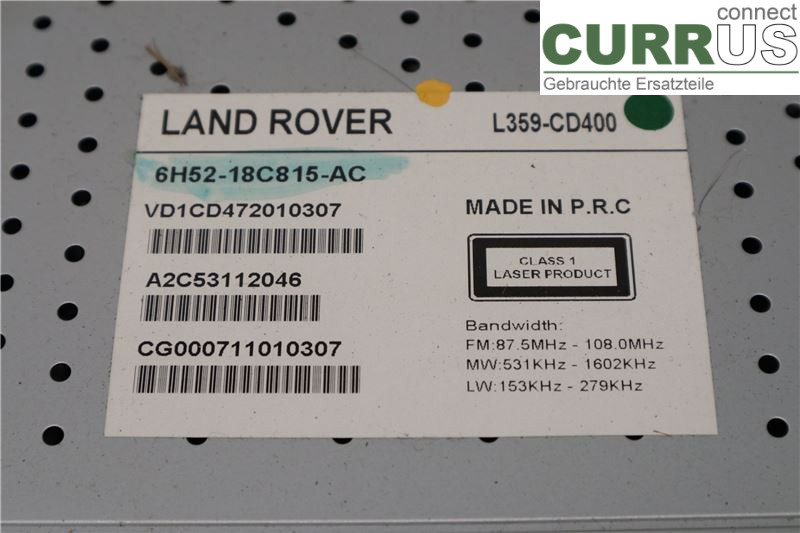 connect
CURRUS
Gebrauchte Ersatzteile
LAND ROVER
L359-CD400
6H52-18C815-AC
VD1CD472010307
MADE IN P.R.C
CLASS 1
LASER PRODUCT
A2C53112046
CG000711010307
Bandwidth:
FM:87.5MHz - 108.0MHz
MW:531KHz - 1602KHz
LW:153KHz - 279KHz